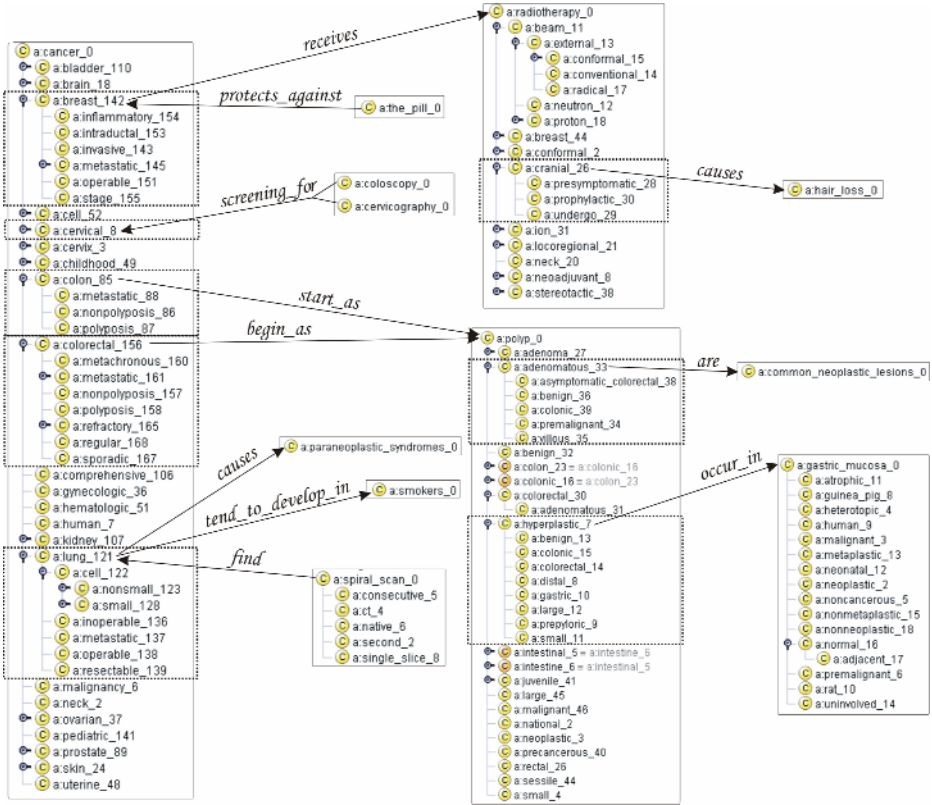 a:cancer_0
a:bladder_110
a:brain_18
a:breast_142
a:inflammatory_154
a:intraductal_153
a:invasive_143
a:metastatic_145
a:operable_151
a:stage_155
a:cell_52
a:cervical_8
a:cervix_3
a:childhood_49
a:colon_85
a:metastatic_88
a:nonpolyposis_86
a:polyposis_87
a:colorectal_156
a:metachronous_160
a:metastatic_161
a:nonpolyposis_157
a:polyposis_158
a:refractory_165
a:regular_168
a:sporadic_167
a:comprehensive_106
a:gynecologic_36
a:hematologic_51
a:human_7
a:kidney_107
a:lung_121
a:cell_122
a:nonsmall_123
a:small_128
a:inoperable_136
a:metastatic_137
a:operable_138
a:resectable_139
a:malignancy_6
a:neck_2
a:ovarian_37
a:pediatric_141
a:prostate_89
a:skin_24
a:uterine_48
receives
protects_against
a:the_pill_0
screening_for
a:coloscopy_0
a:cervicography_0
start_as
begin_as
causes
a:paraneoplastic_syndromes_0
tend_to_develop_in
a:smokers_0
find
a:spiral_scan_0
a:consecutive_5
a:ct_4
a:native_6
a:second_2
a:single_slice_8
a:radiotherapy_0
a:beam_11
a:external_13
a:conformal_15
a:conventional_14
a:radical_17
a:neutron_12
a:proton_18
a:breast_44
a:conformal_2
a:cranial_26
a:presymptomatic_28
a:prophylactic_30
a:undergo_29
a:ion_31
a:locoregional_21
a:neck_20
a:neoadjuvant_8
a:stereotactic_38
causes
a:hair_loss_0
a:polyp_0
a:adenoma_27
a:adenomatous_33
a:asymptomatic_colorectal_38
a:benign_36
a:colonic_39
a:premalignant_34
a:villous_35
a:benign_32
a:colon_23 = a:colonic_16
a:colonic_16 = a:colon_23
a:colorectal_30
a:adenomatous_31
a:hyperplastic_7
a:benign_13
a:colonic_15
a:colorectal_14
a:distal_8
a:gastric_10
a:large_12
a:prepyloric_9
a:small_11
a:intestinal_5 = a:intestine_6
a:intestine_6 = a:intestinal_5
a:juvenile_41
a:large_45
a:malignant_46
a:national_2
a:neoplastic_3
a:precancerous_40
a:rectal_26
a:sessile_44
a:small_4
are
a:common_neoplastic_lesions_0
occur_in
a:gastric_mucosa_0
a:atrophic_11
a:guinea_pig_8
a:heterotopic_4
a:human_9
a:malignant_3
a:metaplastic_13
a:neonatal_12
a:neoplastic_2
a:noncancerous_5
a:nonmetaplastic_15
a:nonneoplastic_18
a:normal_16
a:adjacent_17
a:premalignant_6
a:rat_10
a:uninvolved_14